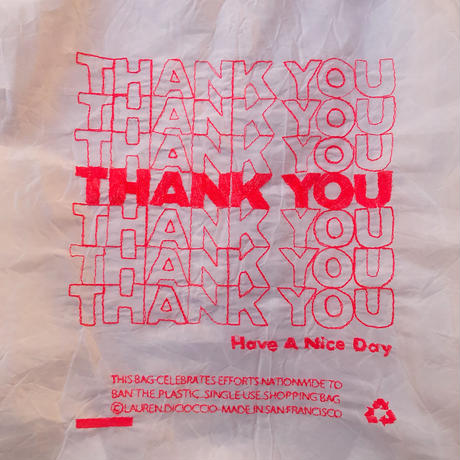 THANK YOU
THANK YOU
THANK YOU
THANK YOU
THANK YOU
THANK YOU
THANK YOU
Have A Nice Day
THIS BAG CELEBRATES EFFORTS NATIONWIDE TO
BAN THE PLASTIC SINGLE USE SHOPPING BAG
©LAUREN DICIOCCIO-MADE IN SAN FRANCISCO